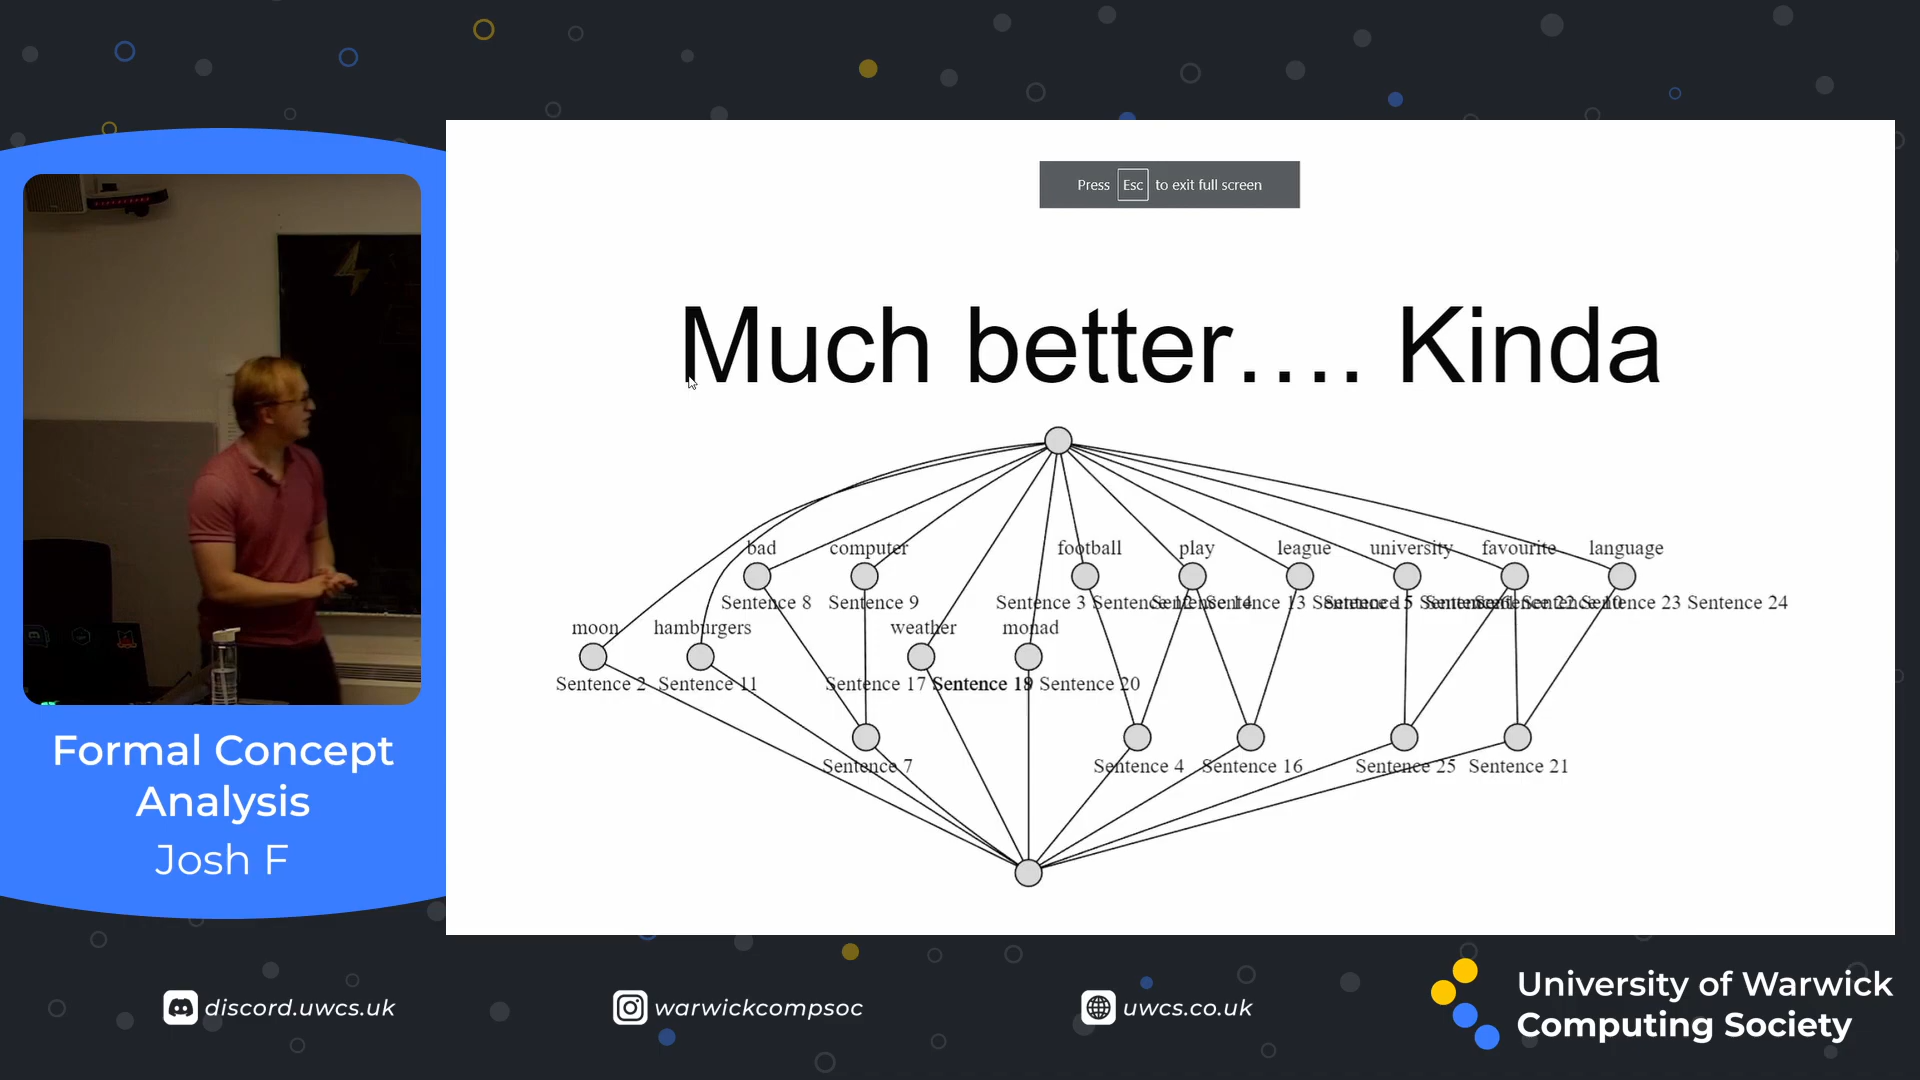 Press Esc to exit full screen
Much better…. Kinda
bad computer football play league university favourite language
Sentence 8 Sentence 9 Sentence 3 Sentence 13 Sentence 23 Sentence 24
moon hamburgers weather monad
Sentence 2 Sentence 11 Sentence 17 Sentence 20
Sentence 7 Sentence 4 Sentence 16 Sentence 25 Sentence 21
Formal Concept
Analysis
Josh F
discord.uwcs.uk
warwickcompsoc
uwcs.co.uk
University of Warwick
Computing Society